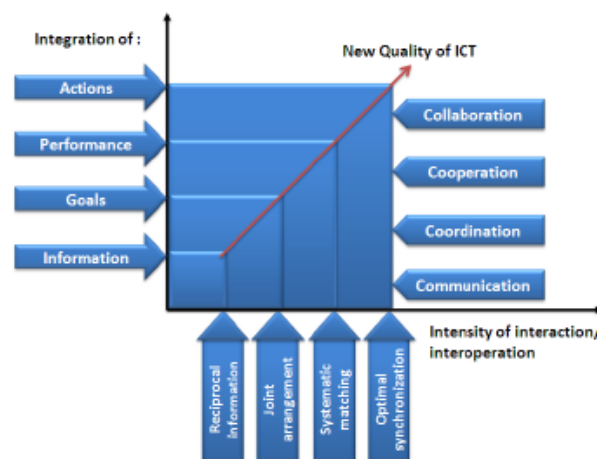 Integration of :
New Quality of ICT
Actions
Performance
Goals
Information
Collaboration
Cooperation
Coordination
Communication
Intensity of interaction/
interoperation
Reciprocal
information
Joint
arrangement
Systematic
matching
Optimal
synchronization